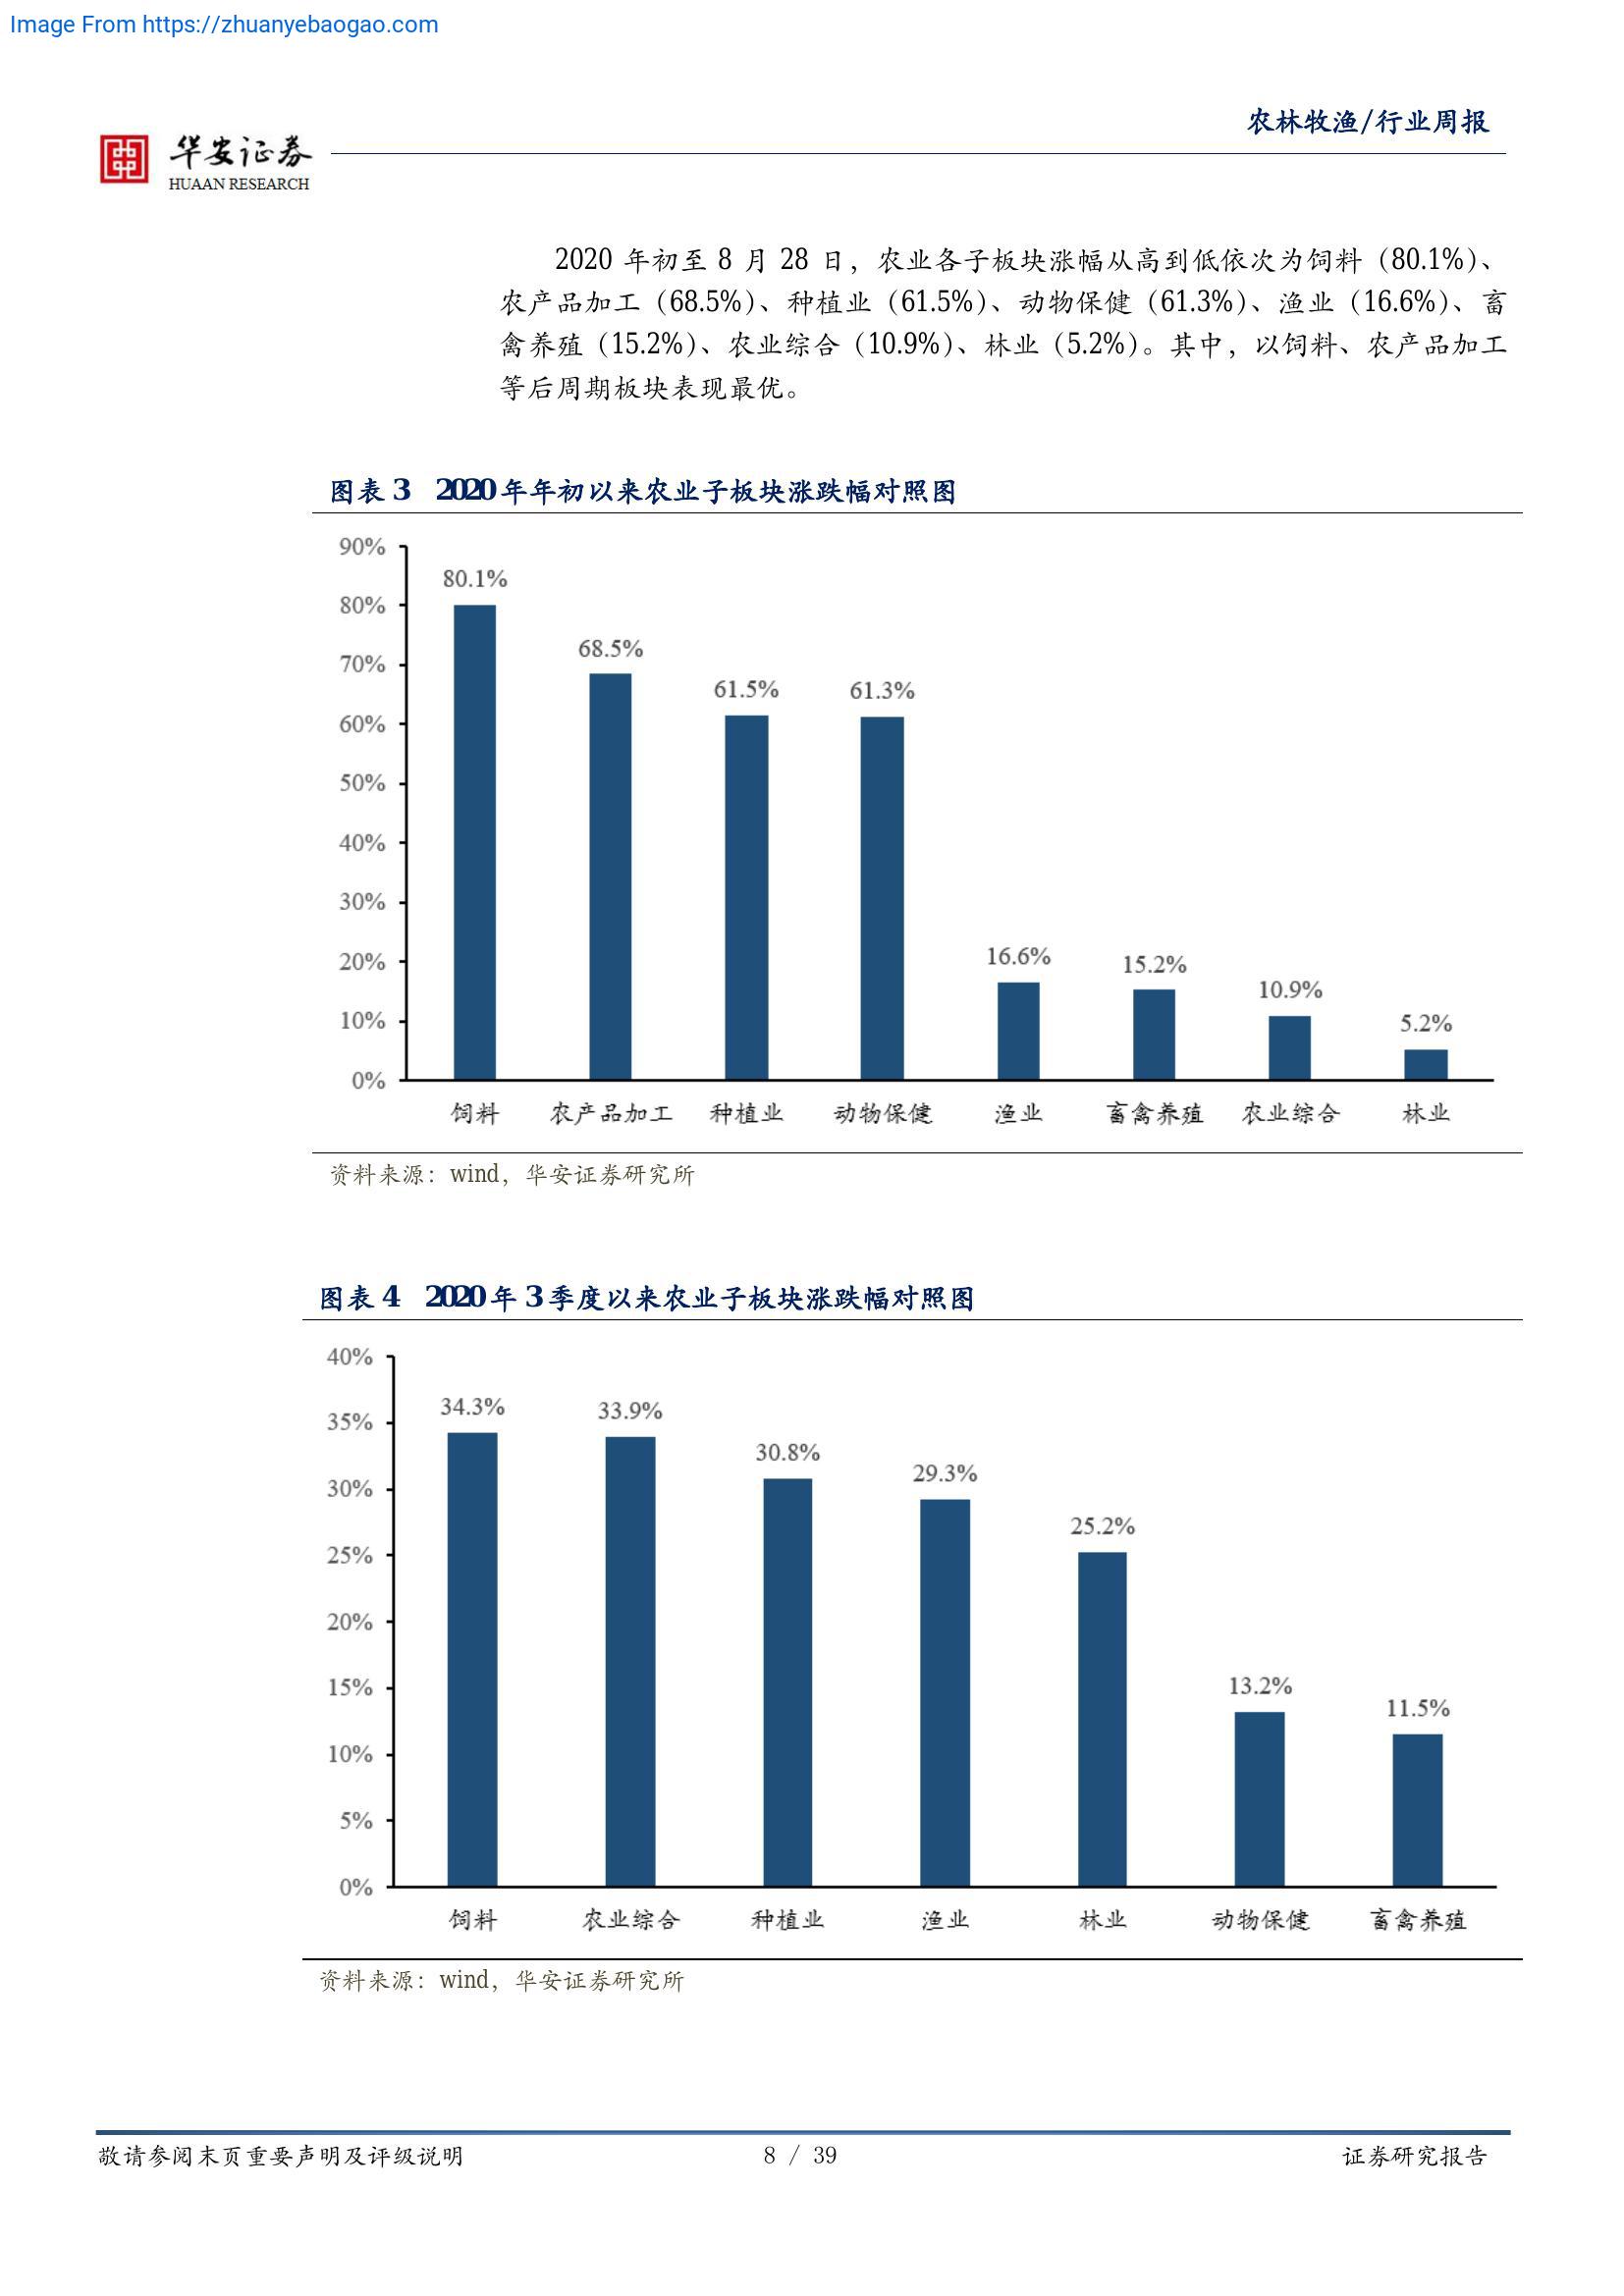 Image From https://zhuanyebaogao.com
农林牧渔/行业周报
华安证券
HUAAN RESEARCH
2020 年初至 8 月 28 日，农业各子板块涨幅从高到低依次为饲料（80.1%）、
农产品加工（68.5%）、种植业（61.5%）、动物保健（61.3%）、渔业（16.6%）、畜
禽养殖（15.2%）、农业综合（10.9%）、林业（5.2%）。其中，以饲料、农产品加工
等后周期板块表现最优。
图表 3 2020 年年初以来农业子板块涨跌幅对照图
90%
80%
70%
60%
50%
40%
30%
20%
10%
0%
80.1%
68.5%
61.5%
61.3%
16.6%
15.2%
10.9%
5.2%
饲料 农产品加工 种植业 动物保健 渔业 畜禽养殖 农业综合 林业
资料来源：wind，华安证券研究所
图表 4 2020 年 3 季度以来农业子板块涨跌幅对照图
40%
35%
30%
25%
20%
15%
10%
5%
0%
34.3%
33.9%
30.8%
29.3%
25.2%
13.2%
11.5%
饲料 农业综合 种植业 渔业 林业 动物保健 畜禽养殖
资料来源：wind，华安证券研究所
敬请参阅末页重要声明及评级说明 8 / 39 证券研究报告